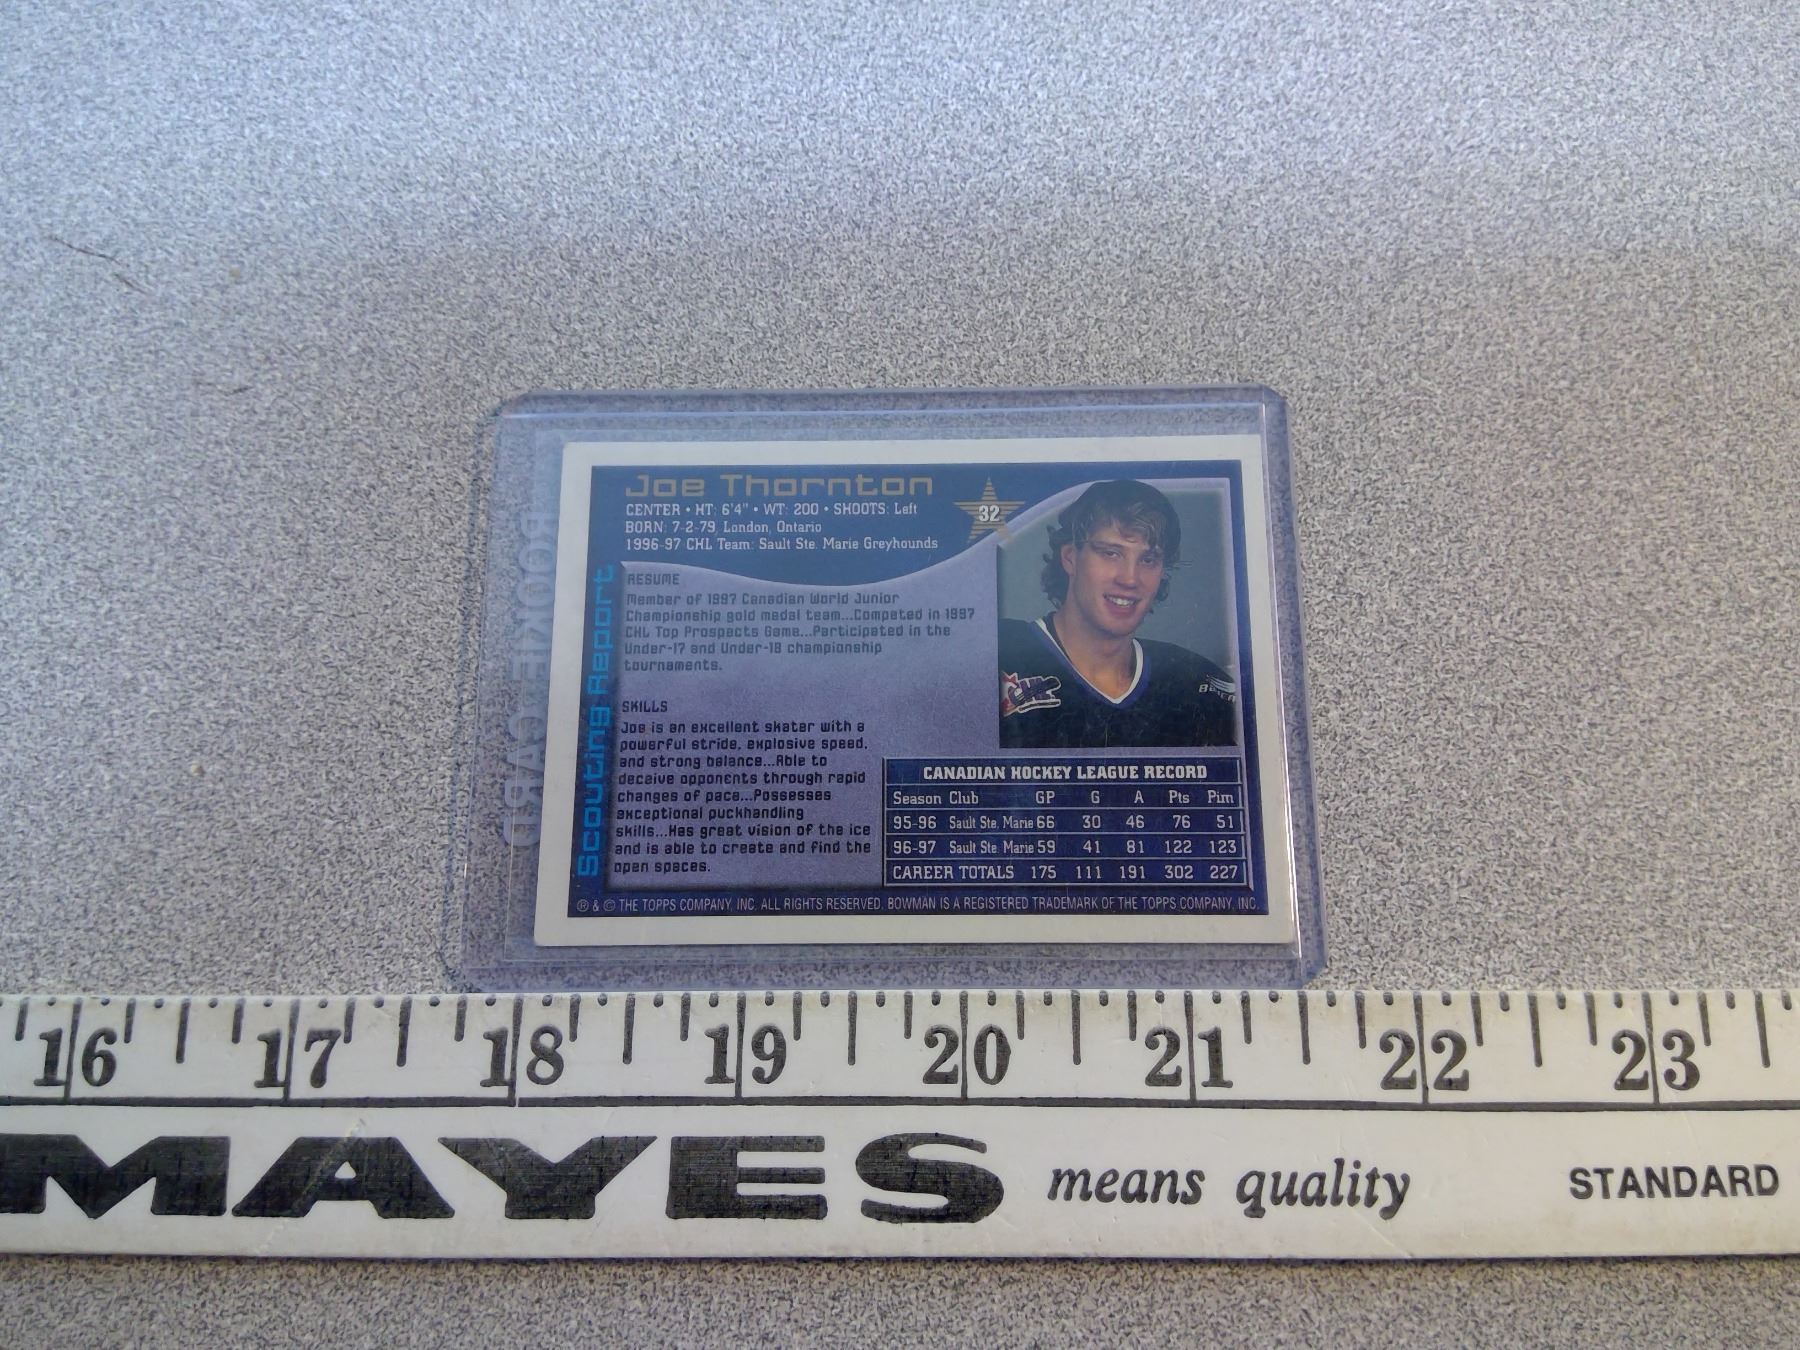 Joe Thornton
32
CENTER • HT: 6'4" • WT: 200 • SHOOTS: Left
BORN: 7-2-79, London, Ontario
1996-97 CHL Team: Sault Ste. Marie Greyhounds
Scouting Report
RESUME
Member of 1997 Canadian World Junior
Championship gold medal team...Competed in 1997
CHL Top Prospects Game...Participated in the
Under-17 and Under-18 championship
tournaments.
SKILLS
Joe is an excellent skater with a
powerful stride, explosive speed,
and strong balance...Able to
deceive opponents through rapid
changes of pace...Possesses
exceptional puckhandling
skills...Has great vision of the ice
and is able to create and find the
open spaces.
CANADIAN HOCKEY LEAGUE RECORD
Season Club GP G A Pts Pim
95-96 Sault Ste. Marie 66 30 46 76 51
96-97 Sault Ste. Marie 59 41 81 122 123
CAREER TOTALS 175 111 191 302 227
® & © THE TOPPS COMPANY, INC. ALL RIGHTS RESERVED. BOWMAN IS A REGISTERED TRADEMARK OF THE TOPPS COMPANY, INC.
ROOKIE CARD
16 17 18 19 20 21 22 23
MAYES means quality STANDARD